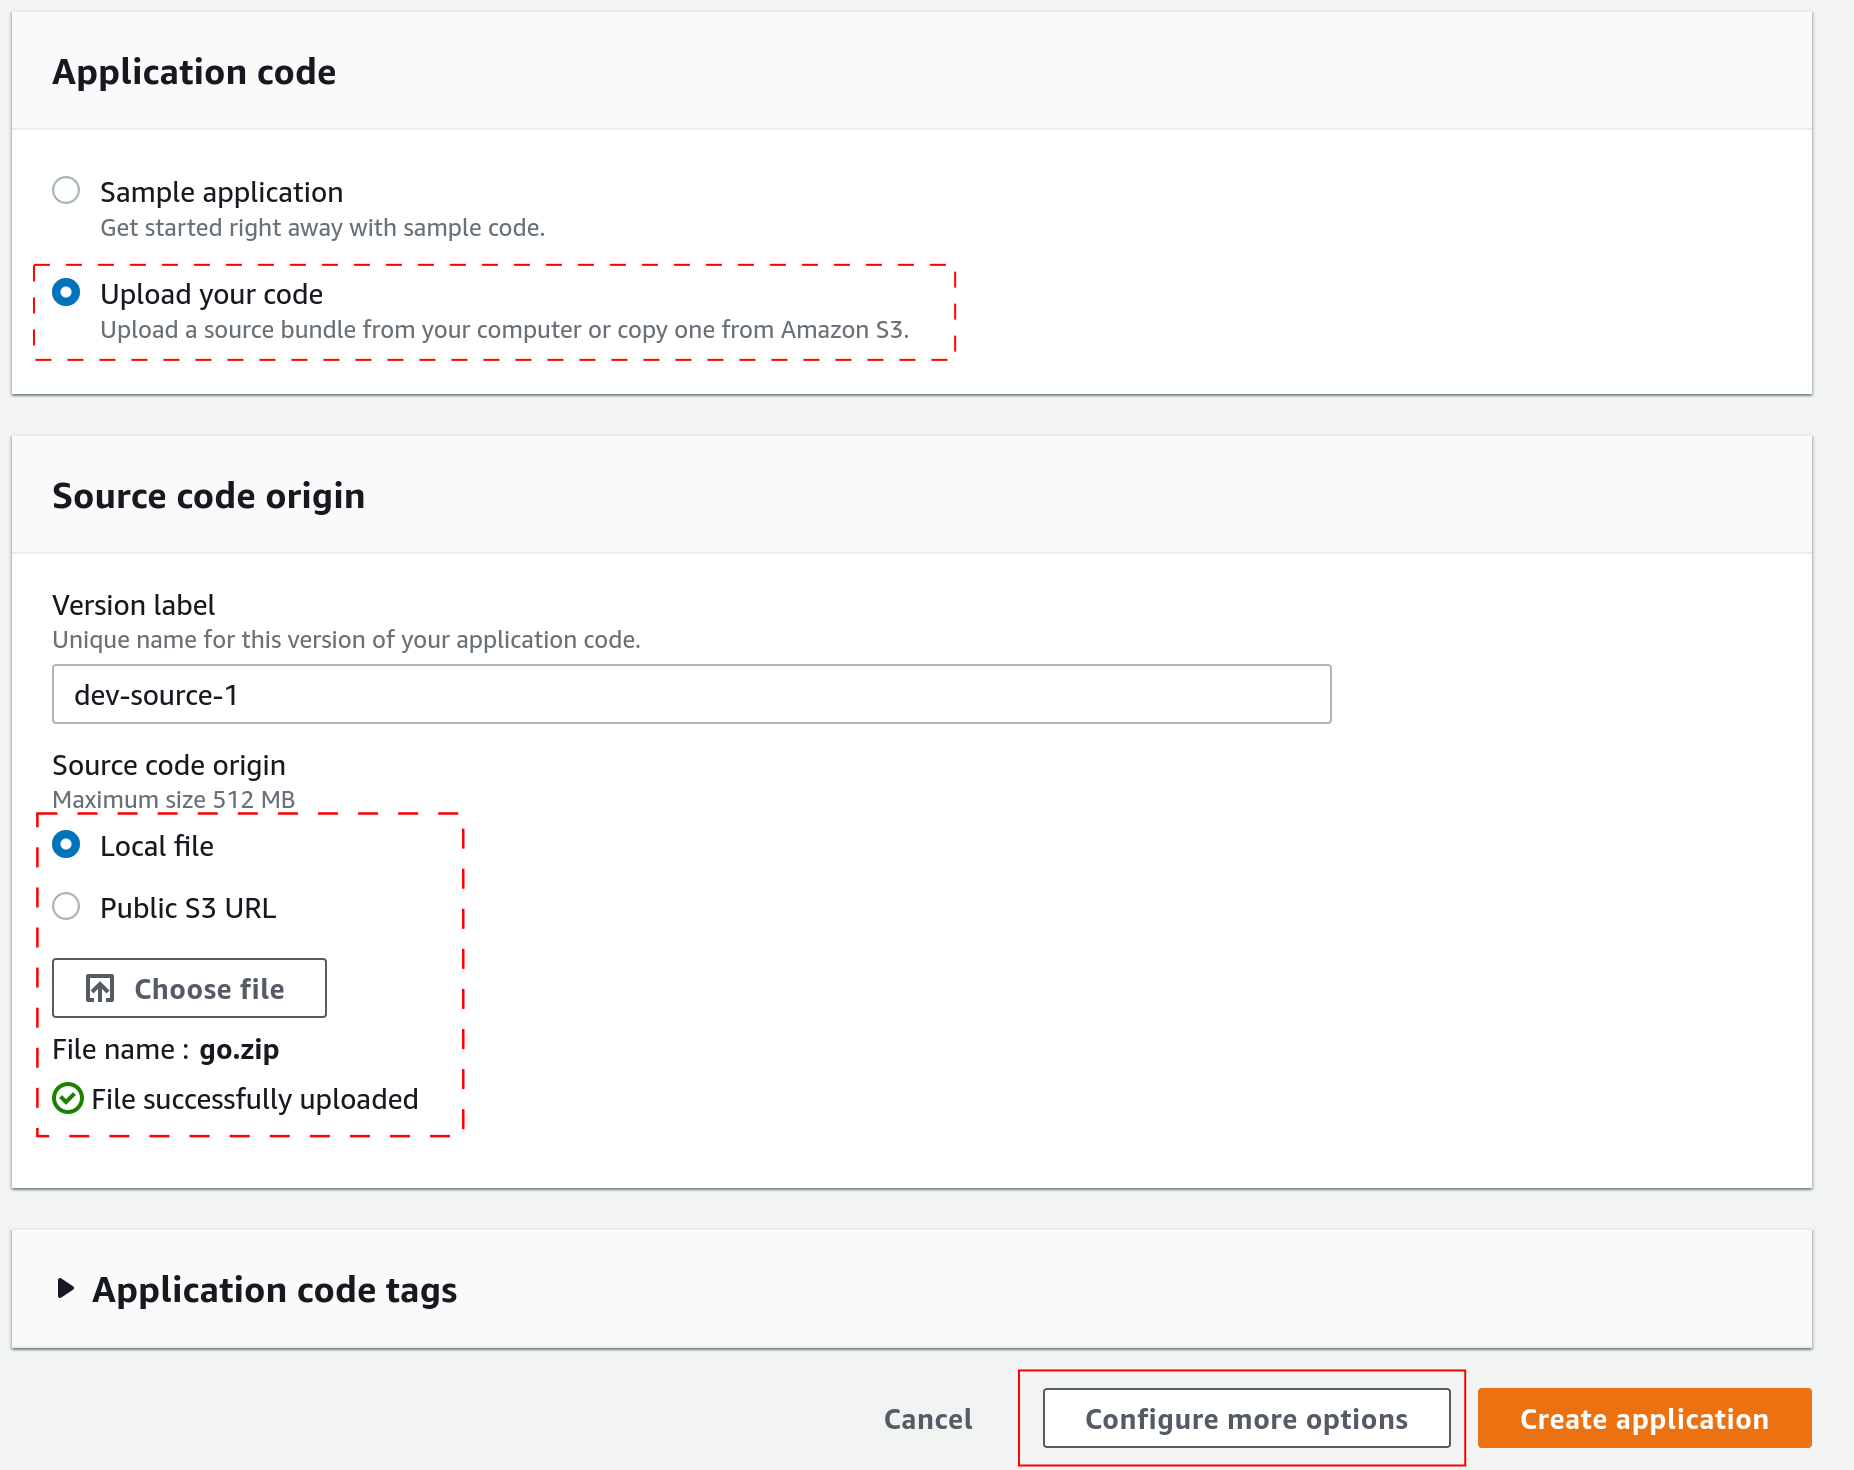 Application code
Sample application
Get started right away with sample code.
Upload your code
Upload a source bundle from your computer or copy one from Amazon S3.
Source code origin
Version label
Unique name for this version of your application code.
dev-source-1
Source code origin
Maximum size 512 MB
Local file
Public S3 URL
Choose file
File name : go.zip
File successfully uploaded
Application code tags
Cancel Configure more options Create application